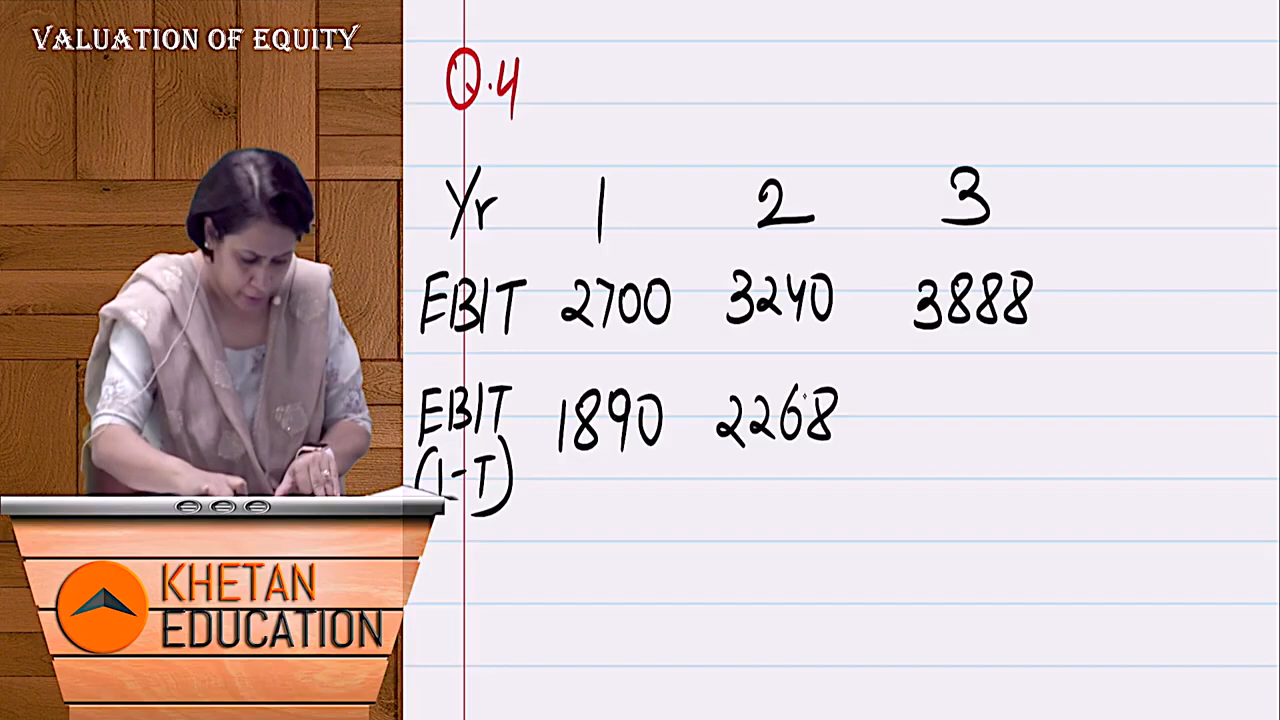 VALUATION OF EQUITY
Q.4
Yr 1 2 3
EBIT 2700 3240 3888
EBIT 1890 2268
(1-T)
KHETAN
EDUCATION